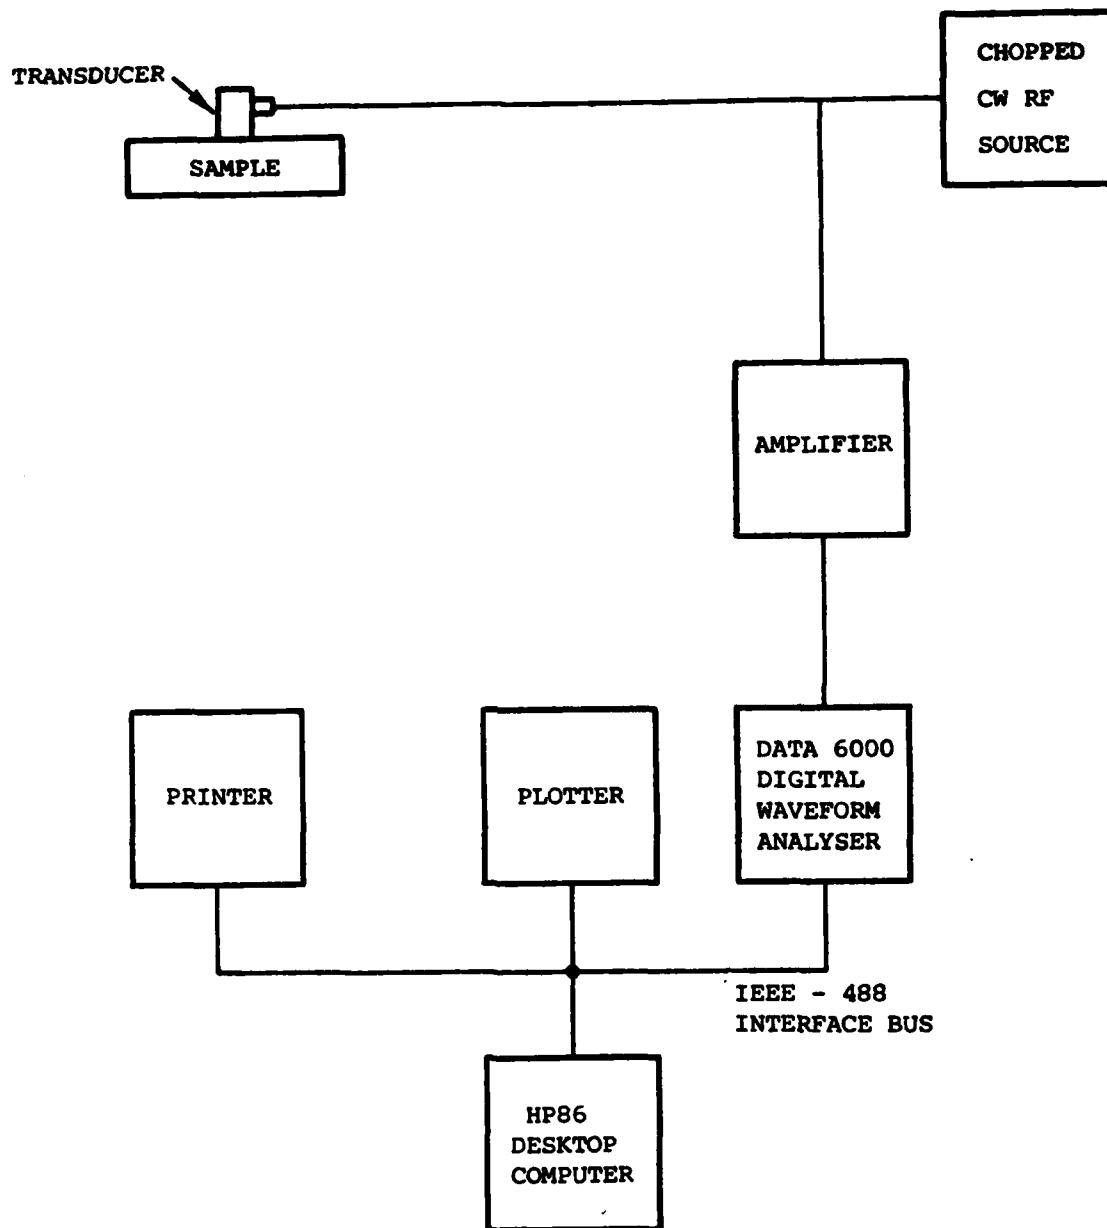 TRANSDUCER
SAMPLE
CHOPPED
CW RF
SOURCE
AMPLIFIER
PRINTER
PLOTTER
DATA 6000
DIGITAL
WAVEFORM
ANALYSER
IEEE - 488
INTERFACE BUS
HP86
DESKTOP
COMPUTER